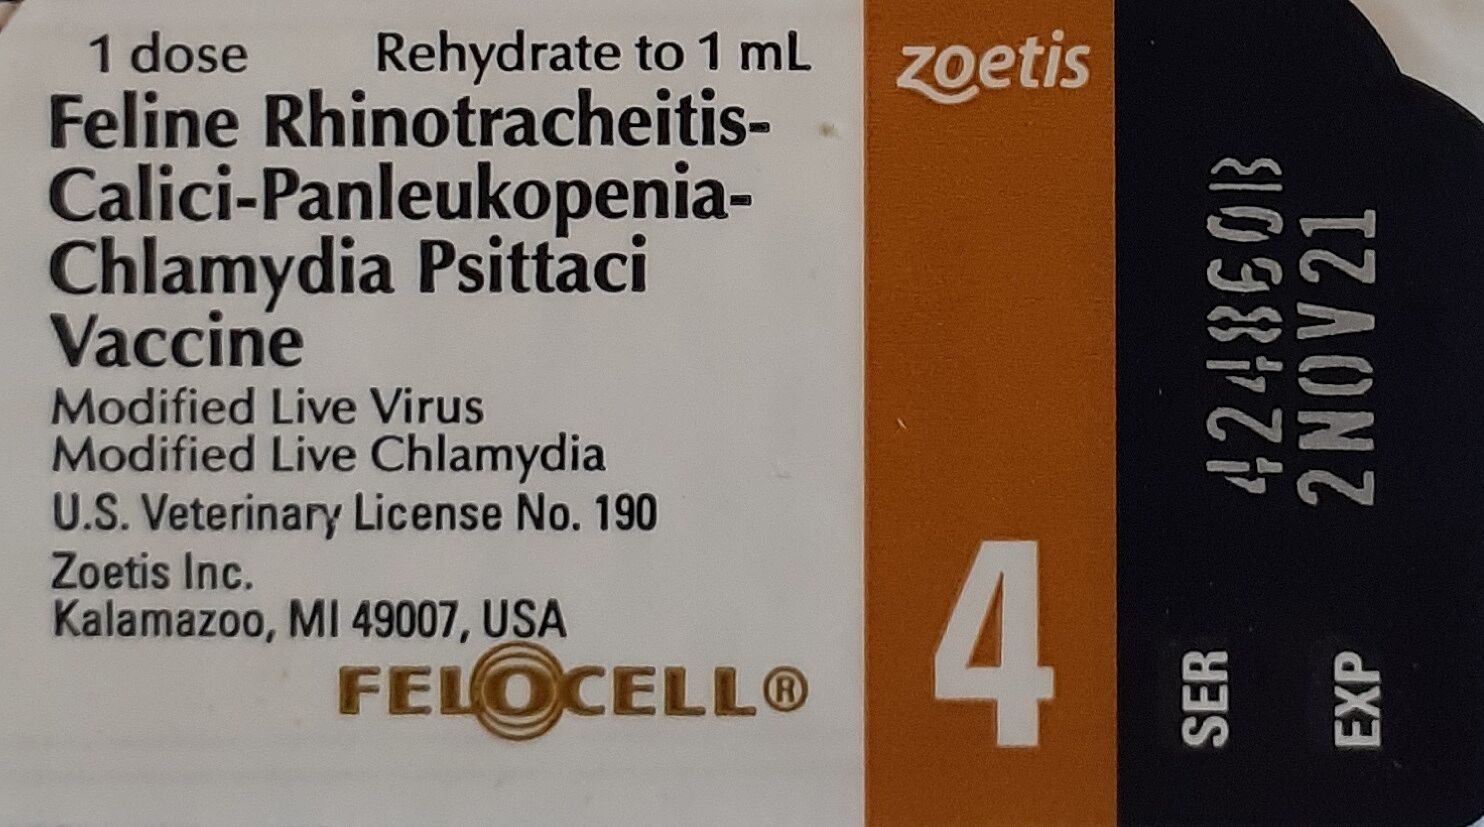 1 dose Rehydrate to 1 mL
Feline Rhinotracheitis-
Calici-Panleukopenia-
Chlamydia Psittaci
Vaccine
Modified Live Virus
Modified Live Chlamydia
U.S. Veterinary License No. 190
Zoetis Inc.
Kalamazoo, MI 49007, USA
FELOCELL®
zoetis
4
SER 424860B
EXP 2NOV21